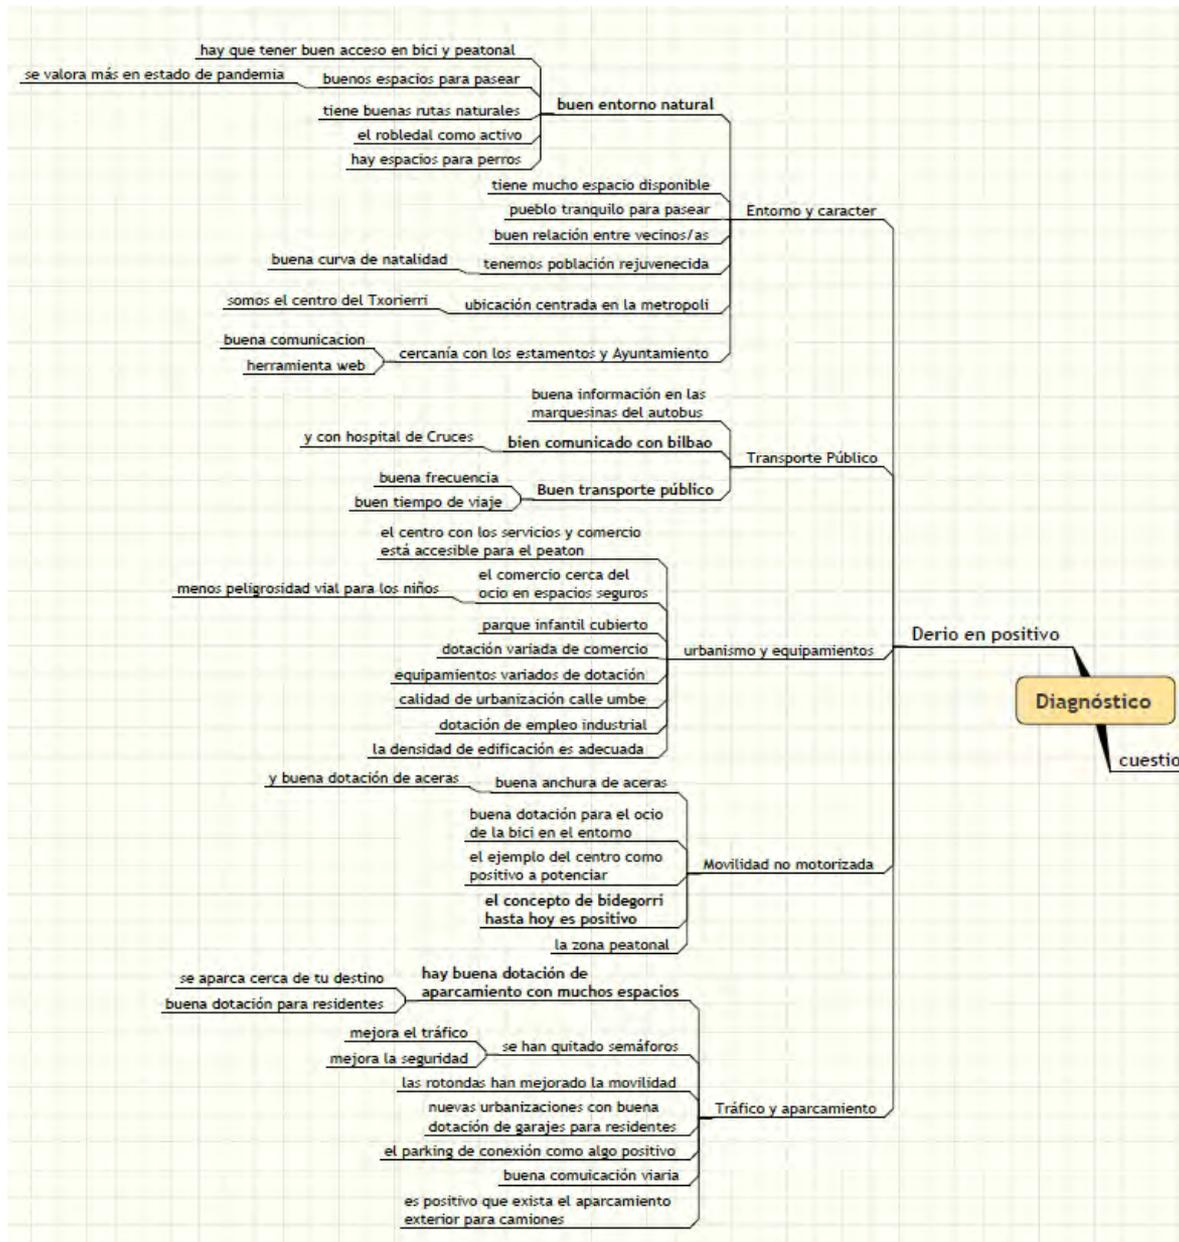 hay que tener buen acceso en bici y peatonal
se valora más en estado de pandemia
buenos espacios para pasear
tiene buenas rutas naturales
el robledal como activo
hay espacios para perros
buen entorno natural
tiene mucho espacio disponible
pueblo tranquilo para pasear
buen relación entre vecinos/as
buena curva de natalidad
tenemos población rejuvenecida
somos el centro del Txorierri
ubicación centrada en la metropoli
buena comunicacion
herramienta web
cercanía con los estamentos y Ayuntamiento
Entorno y caracter
buena información en las
marquesinas del autobus
y con hospital de Cruces
bien comunicado con bilbao
buena frecuencia
buen tiempo de viaje
Buen transporte público
Transporte Público
el centro con los servicios y comercio
está accesible para el peaton
menos peligrosidad vial para los niños
el comercio cerca del
ocio en espacios seguros
parque infantil cubierto
dotación variada de comercio
equipamientos variados de dotación
calidad de urbanización calle umbe
dotación de empleo industrial
la densidad de edificación es adecuada
urbanismo y equipamientos
y buena dotación de aceras
buena anchura de aceras
buena dotación para el ocio
de la bici en el entorno
el ejemplo del centro como
positivo a potenciar
el concepto de bidegorri
hasta hoy es positivo
la zona peatonal
Movilidad no motorizada
se aparca cerca de tu destino
buena dotación para residentes
hay buena dotación de
aparcamiento con muchos espacios
mejora el tráfico
mejora la seguridad
se han quitado semáforos
las rotondas han mejorado la movilidad
nuevas urbanizaciones con buena
dotación de garajes para residentes
el parking de conexión como algo positivo
buena comuicación viaria
es positivo que exista el aparcamiento
exterior para camiones
Tráfico y aparcamiento
Derio en positivo
Diagnóstico
cuestio